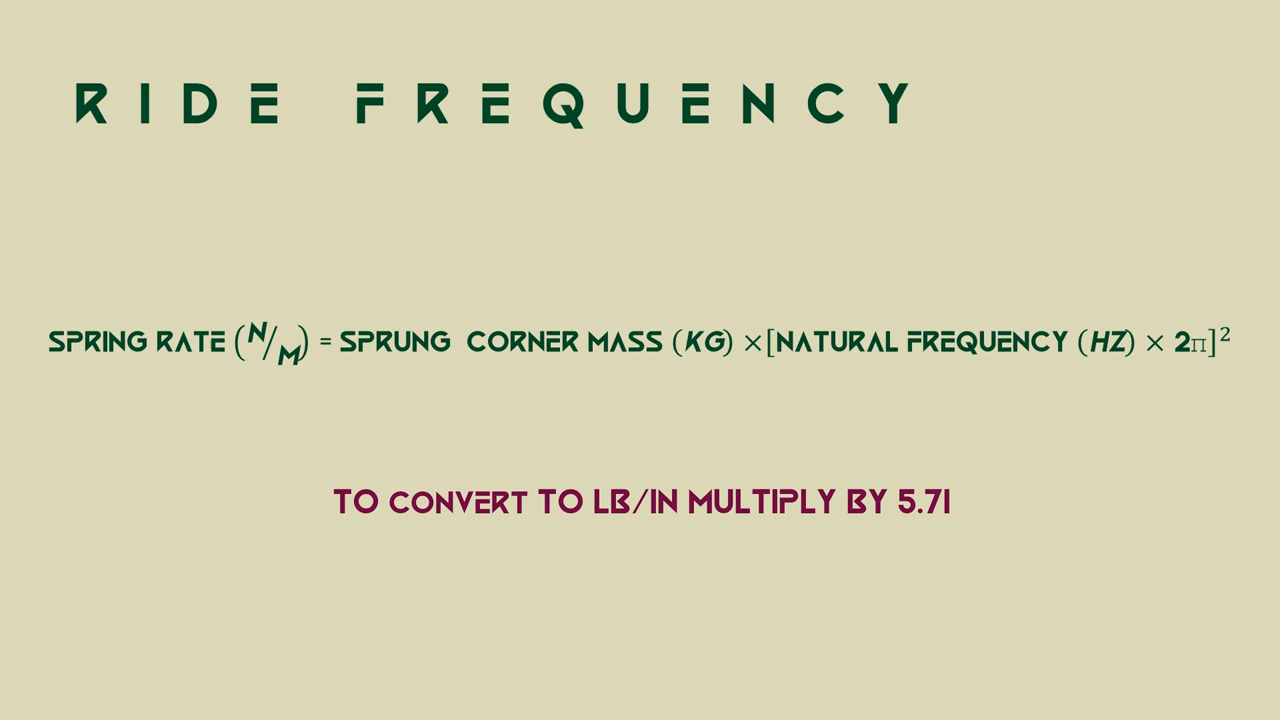 RIDE FREQUENCY
SPRING RATE (N/M) = SPRUNG CORNER MASS (KG) ×[NATURAL FREQUENCY (HZ) × 2π]²
TO CONVERT TO LB/IN MULTIPLY BY 5.71